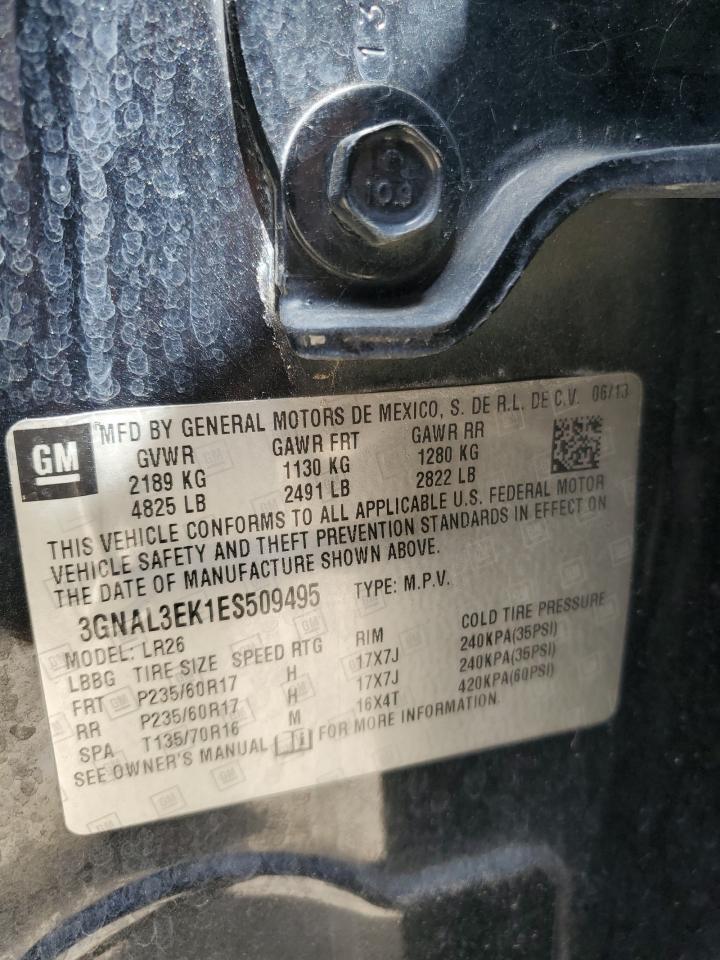 13
10.9
GM
MFD BY GENERAL MOTORS DE MEXICO, S. DE R.L. DE C.V. 06/13
GVWR GAWR FRT GAWR RR
2189 KG 1130 KG 1280 KG
4825 LB 2491 LB 2822 LB
THIS VEHICLE CONFORMS TO ALL APPLICABLE U.S. FEDERAL MOTOR
VEHICLE SAFETY AND THEFT PREVENTION STANDARDS IN EFFECT ON
THE DATE OF MANUFACTURE SHOWN ABOVE.
3GNAL3EK1ES509495 TYPE: M.P.V.
MODEL: LR26
LBBG TIRE SIZE SPEED RTG RIM COLD TIRE PRESSURE
FRT P235/60R17 H 17X7J 240KPA(35PSI)
RR P235/60R17 H 17X7J 240KPA(35PSI)
SPA T135/70R16 M 16X4T 420KPA(60PSI)
SEE OWNER'S MANUAL FOR MORE INFORMATION.